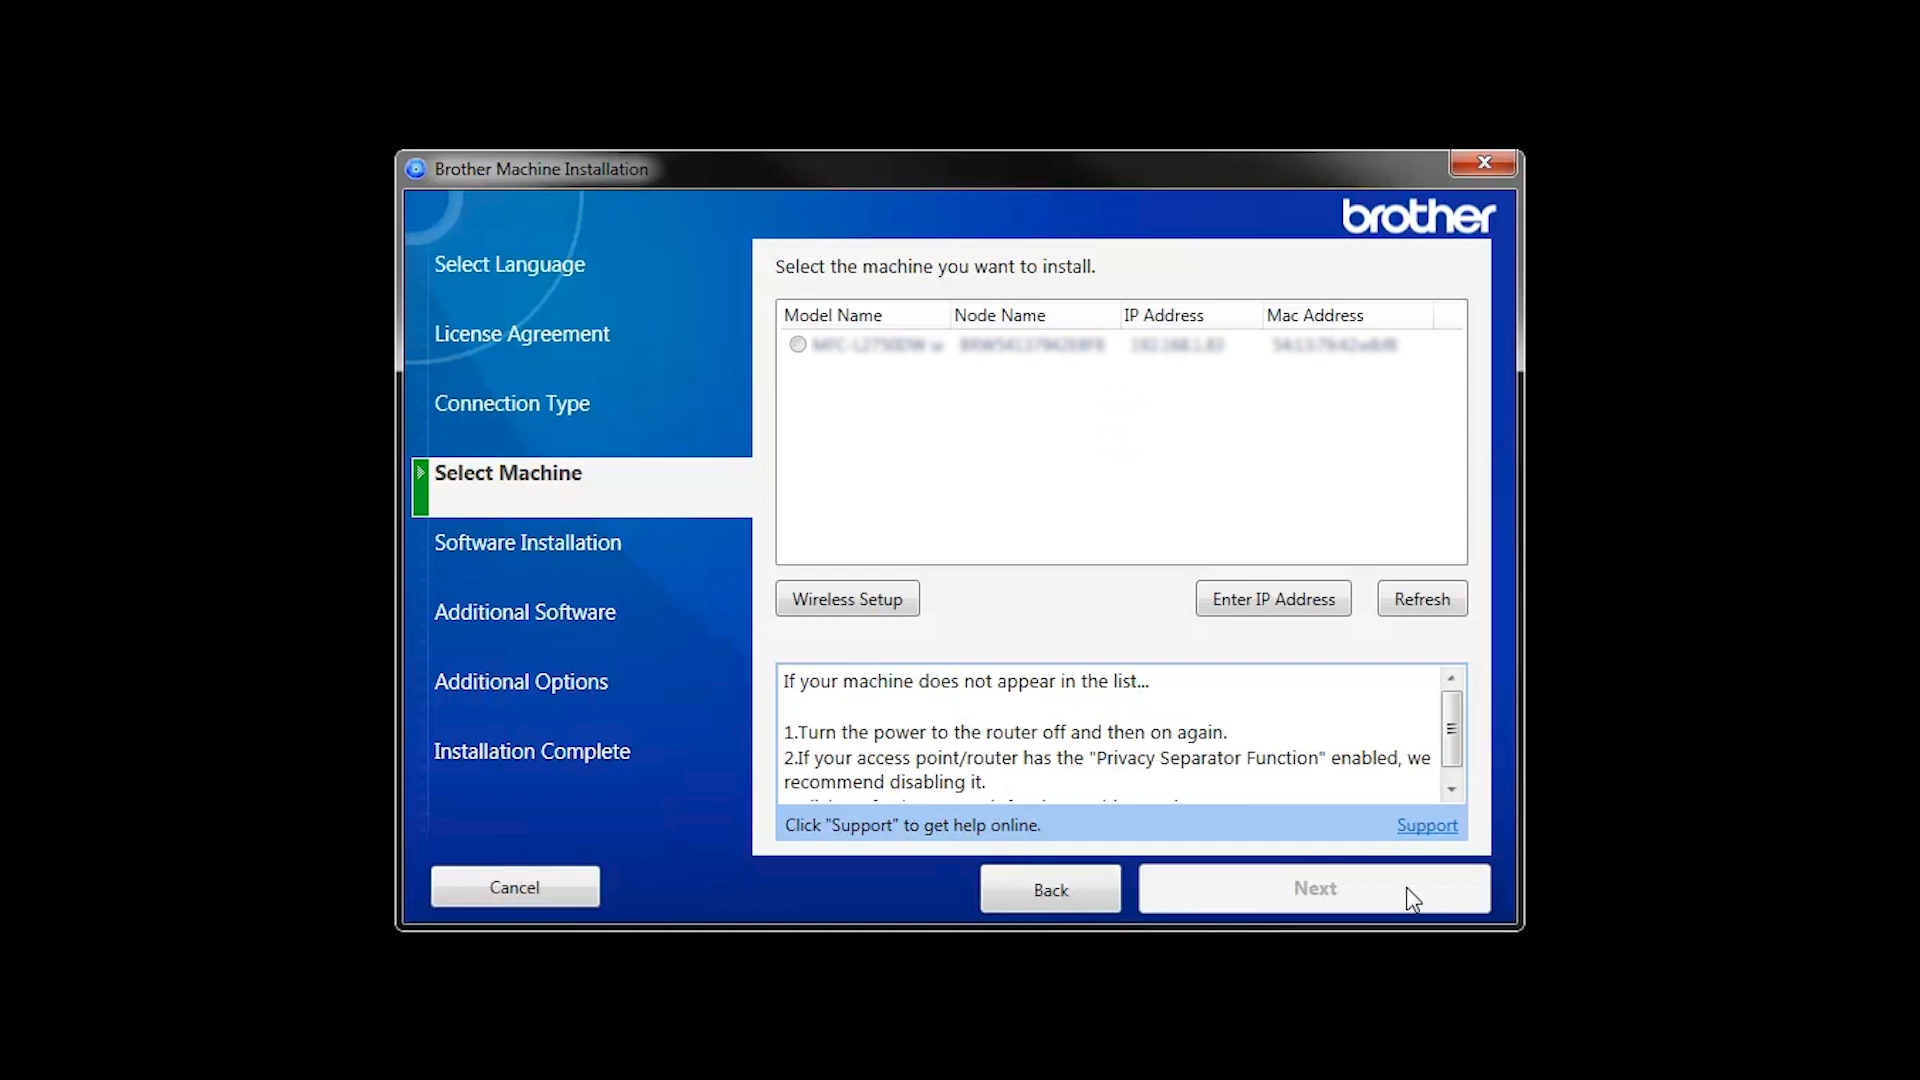 Brother Machine Installation
brother
Select Language
License Agreement
Connection Type
Select Machine
Software Installation
Additional Software
Additional Options
Installation Complete
Select the machine you want to install.
Model Name Node Name IP Address Mac Address
Wireless Setup Enter IP Address Refresh
If your machine does not appear in the list...
1.Turn the power to the router off and then on again.
2.If your access point/router has the "Privacy Separator Function" enabled, we
recommend disabling it.
Click "Support" to get help online. Support
Cancel Back Next